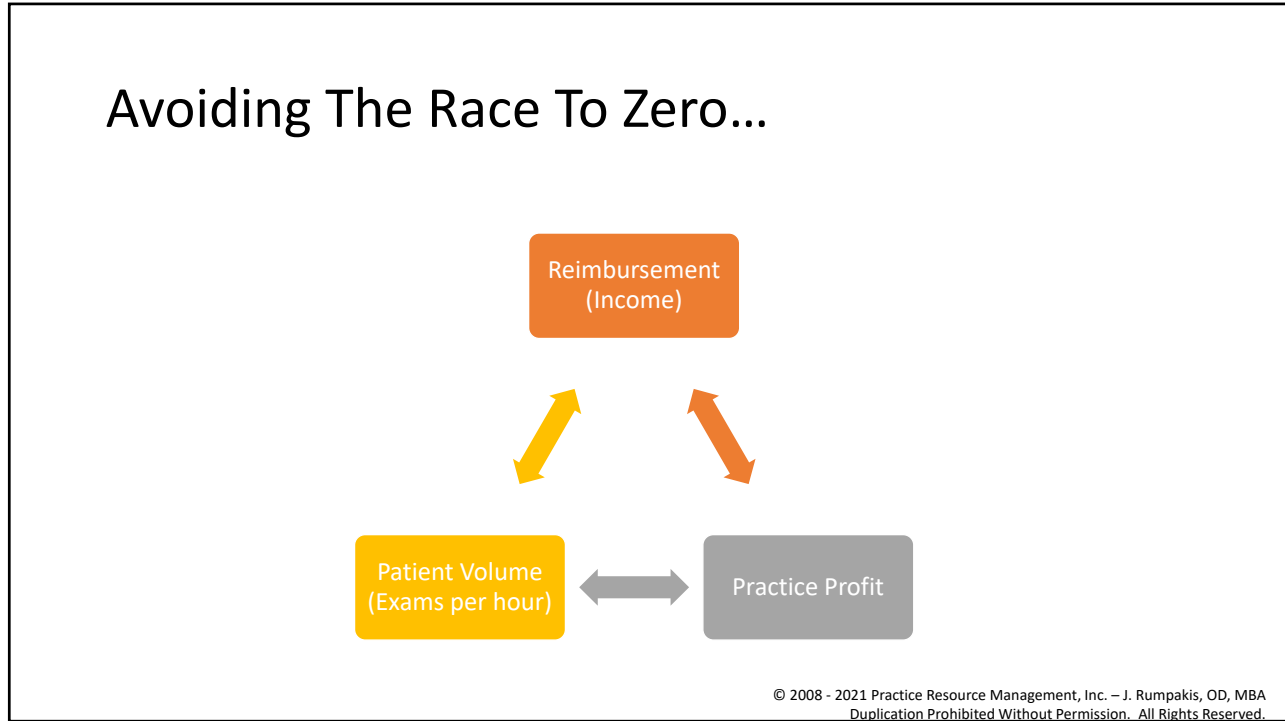 Avoiding The Race To Zero…
Reimbursement
(Income)
Patient Volume
(Exams per hour)
Practice Profit
© 2008 - 2021 Practice Resource Management, Inc. – J. Rumpakis, OD, MBA
Duplication Prohibited Without Permission.  All Rights Reserved.